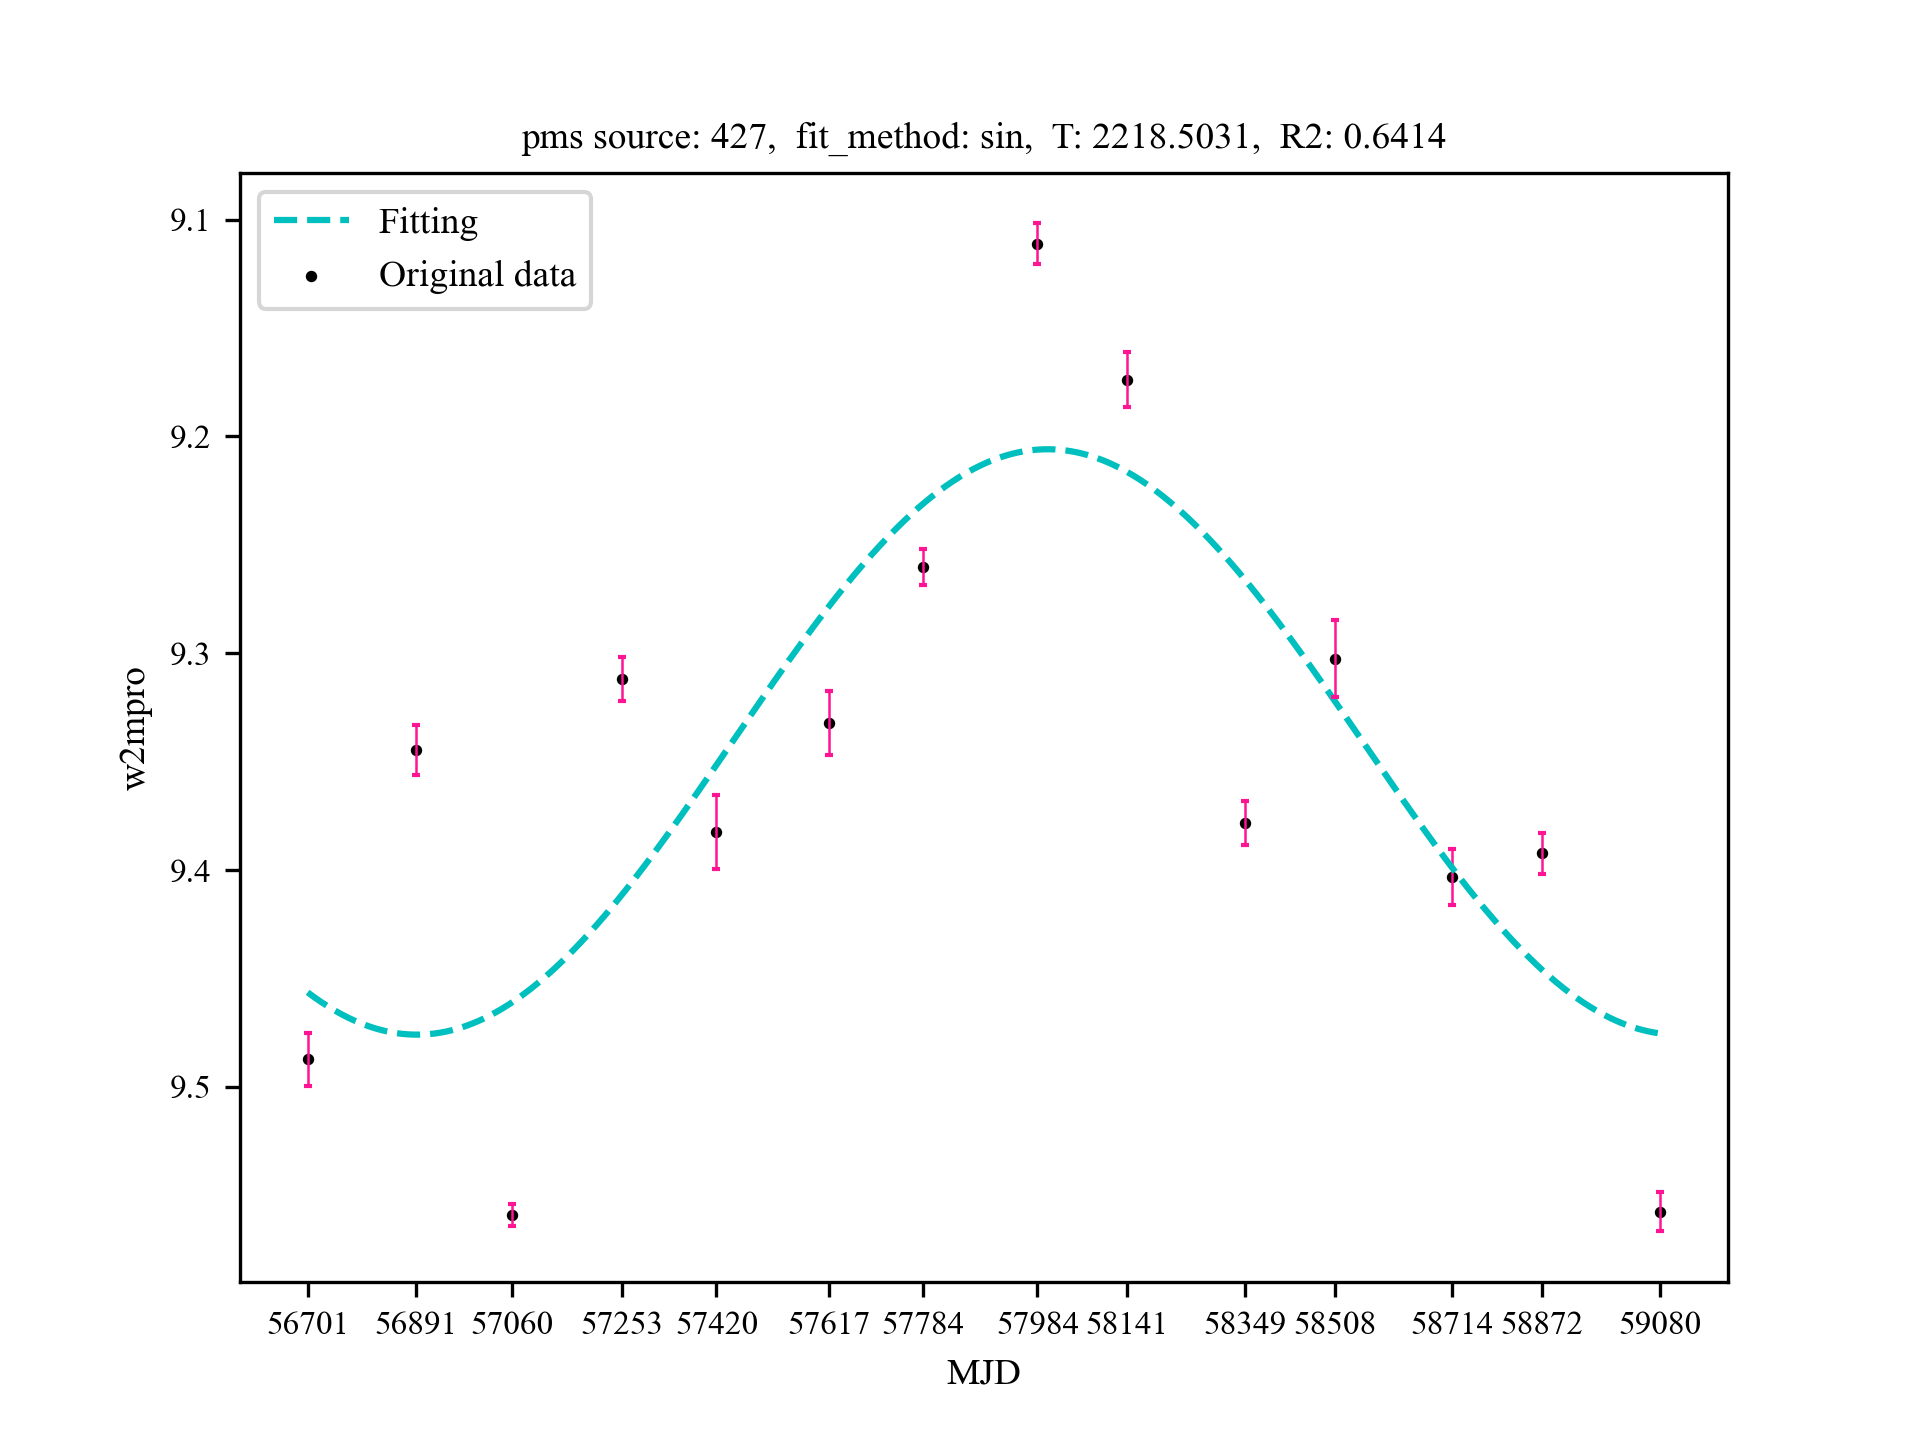 pms source: 427,  fit_method: sin,  T: 2218.5031,  R2: 0.6414
Fitting
Original data
9.1
9.2
9.3
9.4
9.5
w2mpro
56701 56891 57060 57253 57420 57617 57784 57984 58141 58349 58508 58714 58872 59080
MJD